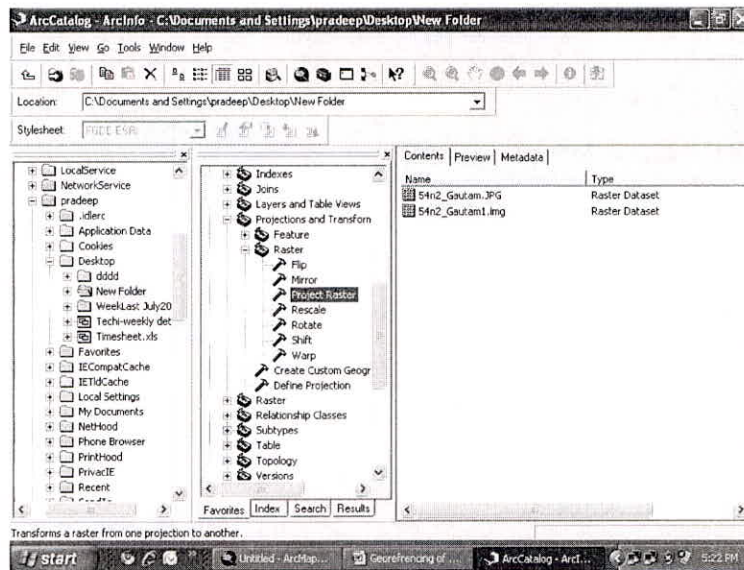 ArcCatalog - ArcInfo - C:\Documents and Settings\pradeep\Desktop\New Folder
File Edit View Go Tools Window Help
Location: C:\Documents and Settings\pradeep\Desktop\New Folder
Stylesheet: FGDC ESRI
LocalService
NetworkService
pradeep
.idlerc
Application Data
Cookies
Desktop
dddd
New Folder
WeekLast July20
Techi-weekly det
Timesheet.xls
Favorites
IECompatCache
IETldCache
Local Settings
My Documents
NetHood
Phone Browser
PrintHood
PrivacIE
Recent
Indexes
Joins
Layers and Table Views
Projections and Transform
Feature
Raster
Flip
Mirror
Project Raster
Rescale
Rotate
Shift
Warp
Create Custom Geogr
Define Projection
Raster
Relationship Classes
Subtypes
Table
Topology
Versions
Favorites Index Search Results
Contents Preview Metadata
Name Type
54n2_Gautam.JPG Raster Dataset
54n2_Gautam1.img Raster Dataset
Transforms a raster from one projection to another.
start Untitled - ArcMap... Georefrencing of ... ArcCatalog - ArcI... 5:22 PM